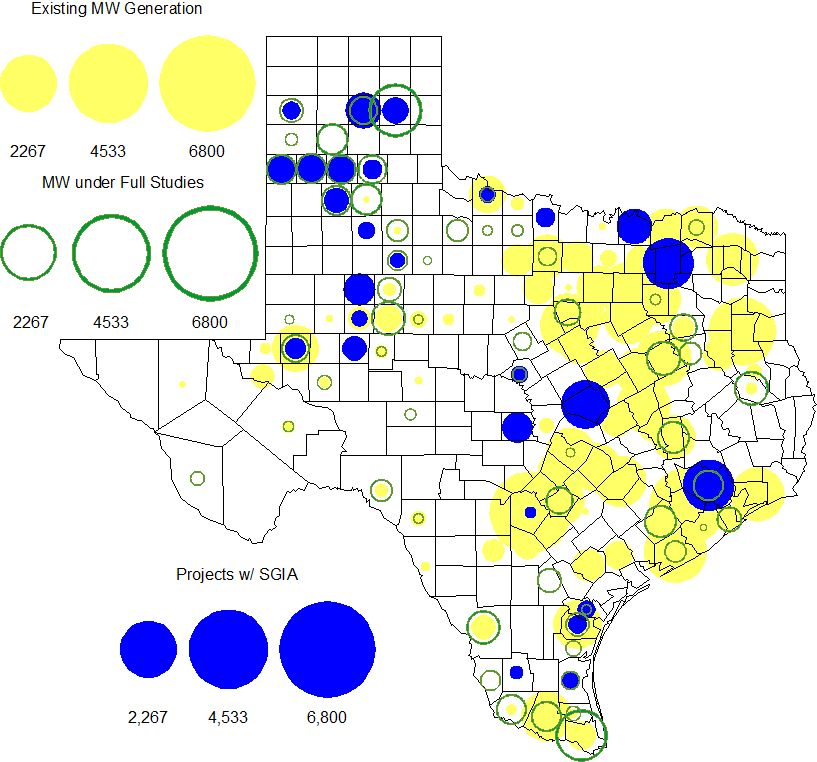 Existing MW Generation
2267 4533 6800
MW under Full Studies
2267 4533 6800
Projects w/ SGIA
2,267 4,533 6,800